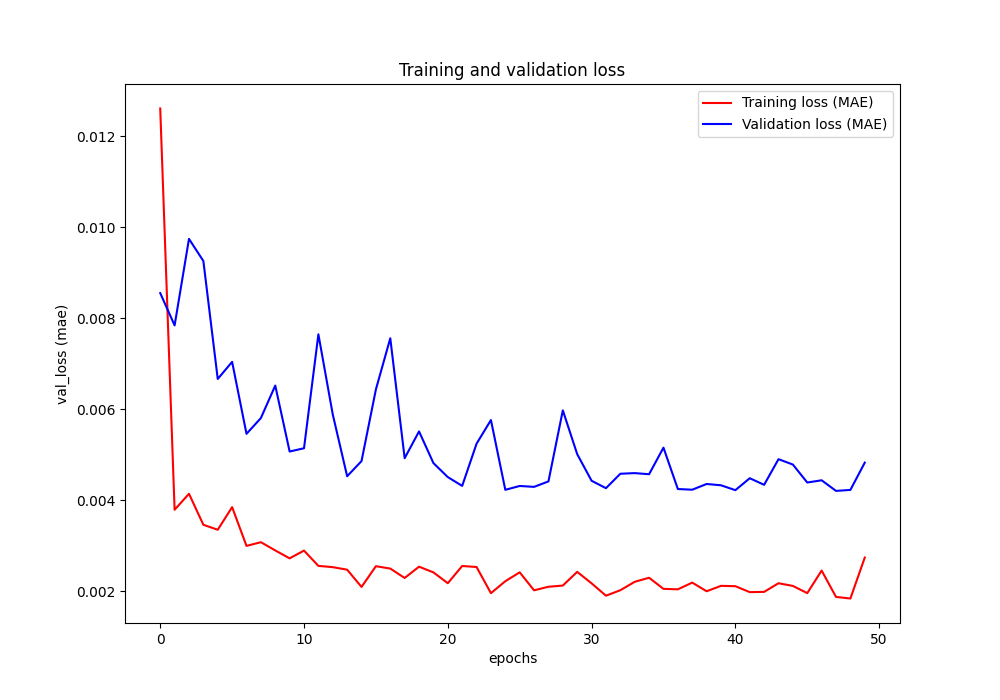 Training and validation loss
Training loss (MAE)
Validation loss (MAE)
0.012
0.010
0.008
0.006
0.004
0.002
val_loss (mae)
0
10
20
30
40
50
epochs